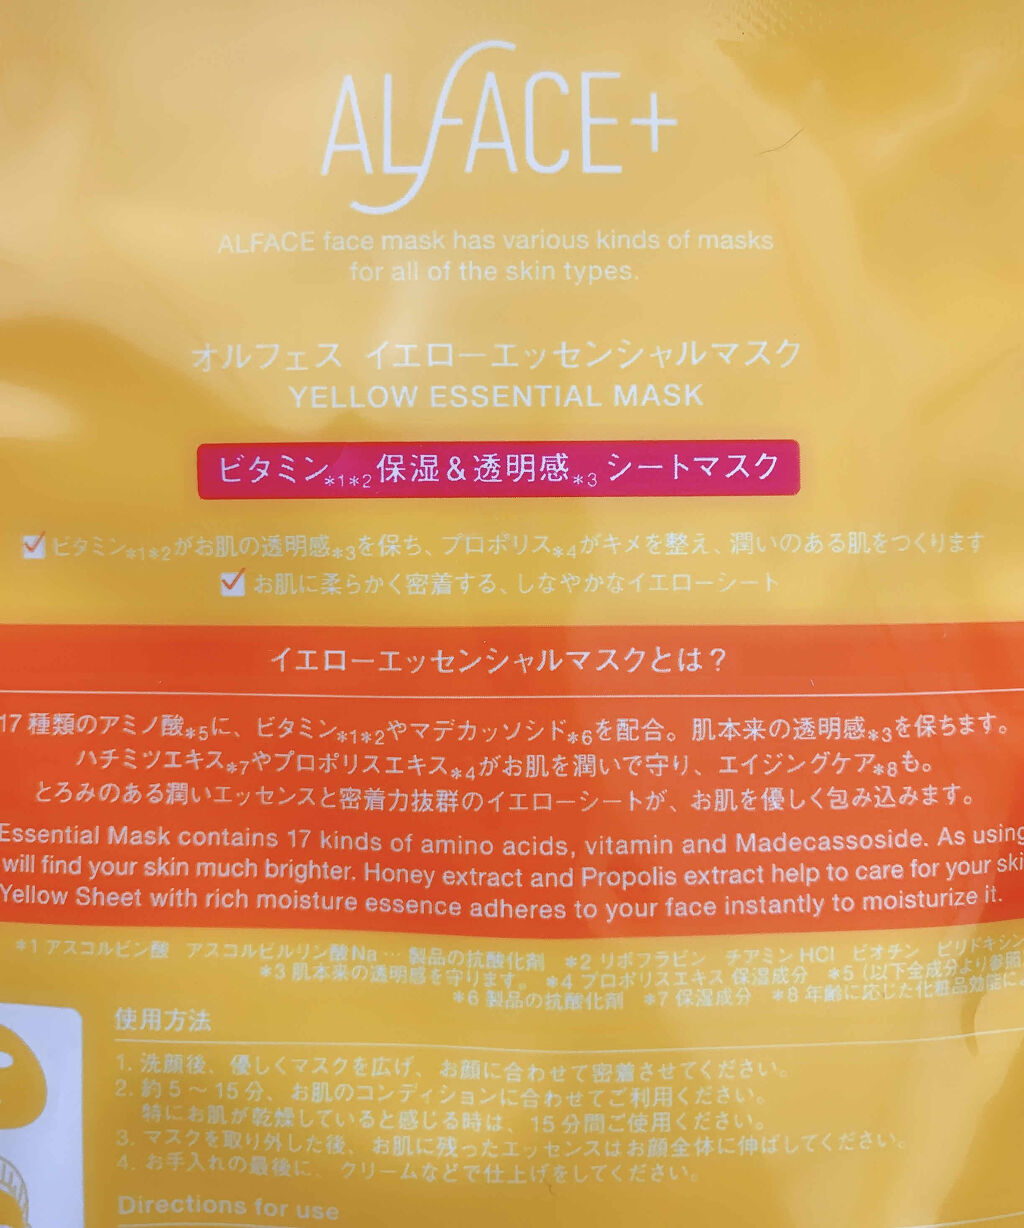 ALFACE+
ALFACE face mask has various kinds of masks
for all of the skin types.
オルフェス イエローエッセンシャルマスク
YELLOW ESSENTIAL MASK
ビタミン*1*2保湿&透明感*3シートマスク
ビタミン*1*2がお肌の透明感*3を保ち、プロポリス*4がキメを整え、潤いのある肌をつくります
お肌に柔らかく密着する、しなやかなイエローシート
イエローエッセンシャルマスクとは?
17種類のアミノ酸*5に、ビタミン*1*2やマデカッソシド*6を配合。肌本来の透明感*3を保ちます。
ハチミツエキス*7やプロポリスエキス*4がお肌を潤いで守り、エイジングケア*8も。
とろみのある潤いエッセンスと密着力抜群のイエローシートが、お肌を優しく包み込みます。
Essential Mask contains 17 kinds of amino acids, vitamin and Madecassoside. As using
will find your skin much brighter. Honey extract and Propolis extract help to care for your ski
Yellow Sheet with rich moisture essence adheres to your face instantly to moisturize it.
*1 アスコルビン酸 アスコルビルリン酸Na…製品の抗酸化剤 *2 リボフラビン チアミンHCl ビオチン ピリドキシン
*3 肌本来の透明感を守ります。 *4 プロポリスエキス 保湿成分 *5 (以下全成分より参照
*6 製品の抗酸化剤 *7 保湿成分 *8 年齢に応じた化粧品効能によ
使用方法
1. 洗顔後、優しくマスクを広げ、お顔に合わせて密着させてください。
2. 約5〜15分、お肌のコンディションに合わせてご利用ください。
特にお肌が乾燥していると感じる時は、15分間ご使用ください。
3. マスクを取り外した後、お肌に残ったエッセンスはお顔全体に伸ばしてください。
4. お手入れの最後に、クリームなどで仕上げをしてください。
Directions for use